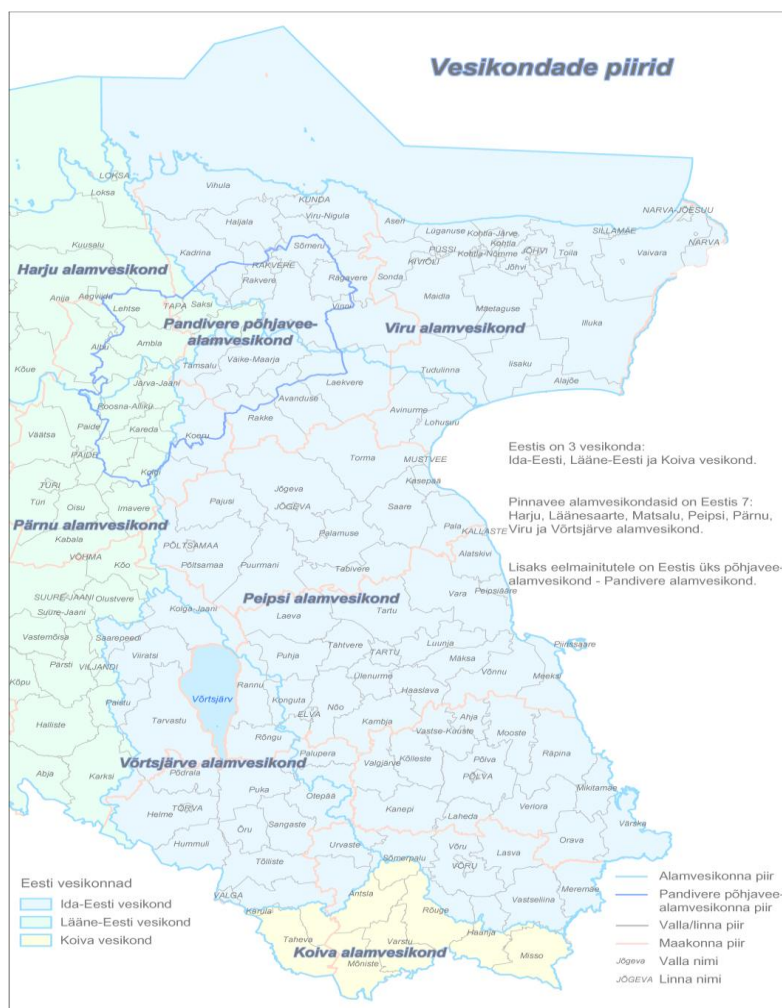 Vesikondade piirid
LOKSA
Loksa
Vihula
KUNDA
Viru-Nigula
Haljala
Aseri
Kuusalu
Kadrina
Sõmeru
RAKVERE
Rakvere
Rägavere
Vinni
Sonda
Luganuse
PÜSSI
KIVIÕLI
Kohtla-Järve
Kohtla
Kohtla-Nõmme
JÕHVI
Jõhvi
Toila
SILLAMÄE
NARVA-JÕESUU
NARVA
Vaivara
Harju alamvesikond
Anija
Aegviidu
Lehtse
TAPA
Saksi
Maidla
Mäetaguse
Illuka
Pandivere põhjavee-
alamvesikond
Viru alamvesikond
Albu
Ambla
Kõue
Tamsalu
Väike-Maarja
Järva-Jaani
Laekvere
Tudulinna
Iisaku
Alajõe
Roosna-Alliku
Avanduse
Avinurme
Lohusuu
Väätsa
Paide
Kareda
Koeru
Rakke
PAIDE
Koigi
Torma
MUSTVEE
Kasepää
Eestis on 3 vesikonda:
Ida-Eesti, Lääne-Eesti ja Koiva vesikond.
TÜRI
Türi
Oisu
Imavere
Pajusi
Jõgeva
JÕGEVA
Saare
Pinnavee alamvesikondasid on Eestis 7:
Harju, Läänesaarte, Matsalu, Peipsi, Pärnu,
Viru ja Võrtsjärve alamvesikond.
Pärnu alamvesikond
Kabala
VÕHMA
Kõo
PÕLTSAMAA
Põltsamaa
Puurmani
Palamuse
Tabivere
Pala
KALLASTE
Alatskivi
Lisaks eelmainitutele on Eestis üks põhjavee-
alamvesikond - Pandivere alamvesikond.
SUURE-JAANI
Olustvere
Suure-Jaani
Kolga-Jaani
Peipsi alamvesikond
Vara
Peipsiääre
Laeva
Tartu
Vastemõisa
Saarepeedi
Viiratsi
Puhja
Tähtvere
TARTU
Luunja
Mäksa
Piirissaare
Kõpu
Pärsti
VILJANDI
Rannu
Ülenurme
Haaslava
Võnnu
Meeksi
Võrtsjärv
Paistu
Konguta
Nõo
ELVA
Halliste
Tarvastu
Rõngu
Kambja
Vastse-Kuuste
Ahja
Mooste
Palupera
Valgjärve
Kõlleste
Põlva
Räpina
Võrtsjärve alamvesikond
Abja
Karksi
Põdrala
PÕLVA
Mikitamäe
Puka
Otepää
Helme
TÕRVA
Kanepi
Laheda
Veriora
Värska
Sangaste
Hummuli
Õru
Urvaste
Sõmerpalu
Võru
VÕRU
Lasva
Orava
Tõlliste
VALGA
Karula
Antsla
Rõuge
Vastseliina
Meremäe
Taheva
Varstu
Haanja
Misso
Mõniste
Koiva alamvesikond
Eesti vesikonnad
Ida-Eesti vesikond
Lääne-Eesti vesikond
Koiva vesikond
Alamvesikonna piir
Pandivere põhjavee-
alamvesikonna piir
Valla/linna piir
Maakonna piir
Jõgeva Valla nimi
JÕGEVA Linna nimi